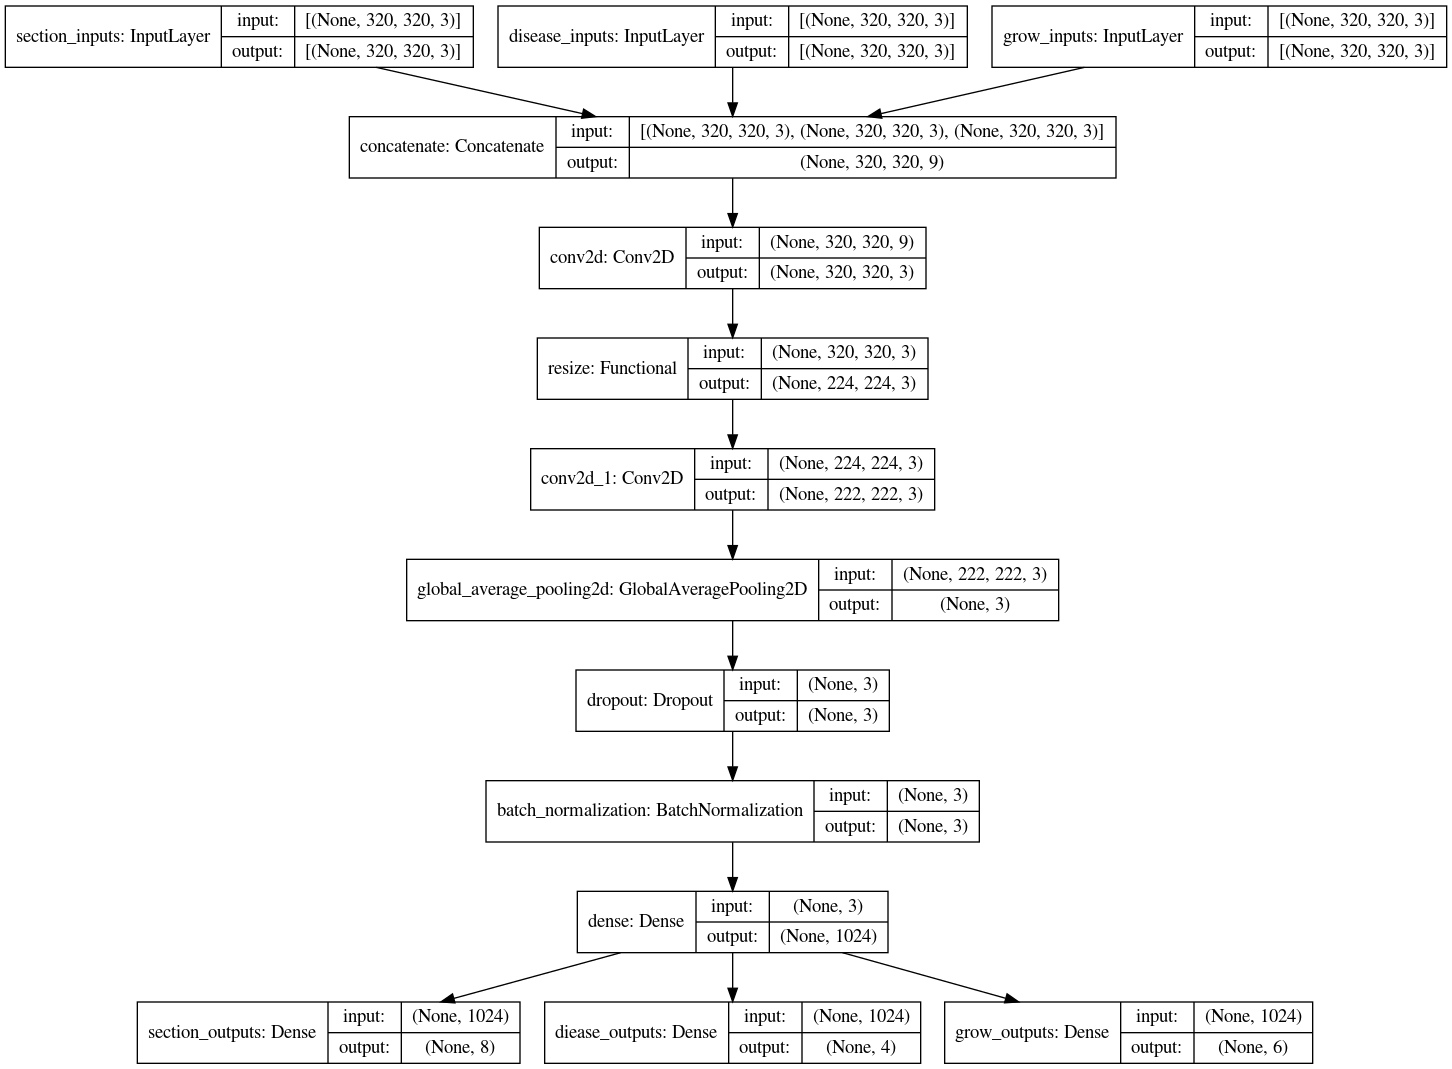 section_inputs: InputLayer
input: [(None, 320, 320, 3)]
output: [(None, 320, 320, 3)]
disease_inputs: InputLayer
input: [(None, 320, 320, 3)]
output: [(None, 320, 320, 3)]
grow_inputs: InputLayer
input: [(None, 320, 320, 3)]
output: [(None, 320, 320, 3)]
concatenate: Concatenate
input: [(None, 320, 320, 3), (None, 320, 320, 3), (None, 320, 320, 3)]
output: (None, 320, 320, 9)
conv2d: Conv2D
input: (None, 320, 320, 9)
output: (None, 320, 320, 3)
resize: Functional
input: (None, 320, 320, 3)
output: (None, 224, 224, 3)
conv2d_1: Conv2D
input: (None, 224, 224, 3)
output: (None, 222, 222, 3)
global_average_pooling2d: GlobalAveragePooling2D
input: (None, 222, 222, 3)
output: (None, 3)
dropout: Dropout
input: (None, 3)
output: (None, 3)
batch_normalization: BatchNormalization
input: (None, 3)
output: (None, 3)
dense: Dense
input: (None, 3)
output: (None, 1024)
section_outputs: Dense
input: (None, 1024)
output: (None, 8)
diease_outputs: Dense
input: (None, 1024)
output: (None, 4)
grow_outputs: Dense
input: (None, 1024)
output: (None, 6)